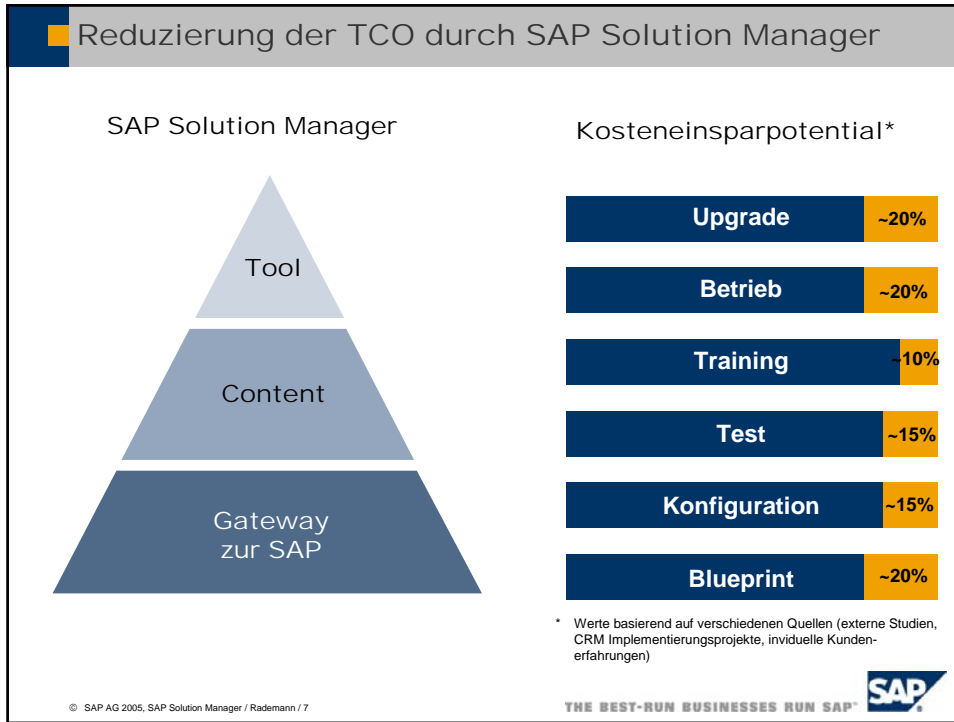 Reduzierung der TCO durch SAP Solution Manager
SAP Solution Manager
Tool
Content
Gateway
zur SAP
Kosteneinsparpotential*
Upgrade ~20%
Betrieb ~20%
Training ~10%
Test ~15%
Konfiguration ~15%
Blueprint ~20%
* Werte basierend auf verschiedenen Quellen (externe Studien,
CRM Implementierungsprojekte, inviduelle Kunden-
erfahrungen)
© SAP AG 2005, SAP Solution Manager / Rademann / 7
THE BEST-RUN BUSINESSES RUN SAP™
SAP